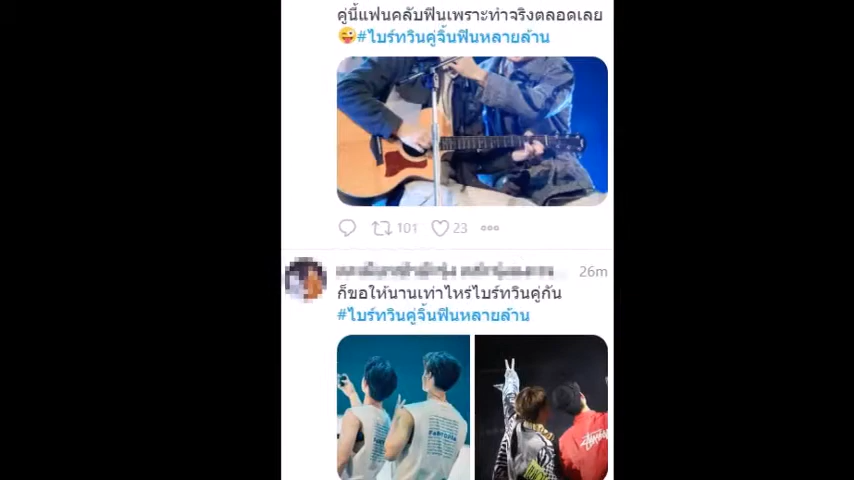 คู่นี้แฟนคลับฟินเพราะทำจริงตลอดเลย
#ไบร์ทวินคู่จิ้นฟินหลายล้าน
101
23
26m
ก็ขอให้นานเท่าไหร่ไบร์ทวินคู่กัน
#ไบร์ทวินคู่จิ้นฟินหลายล้าน